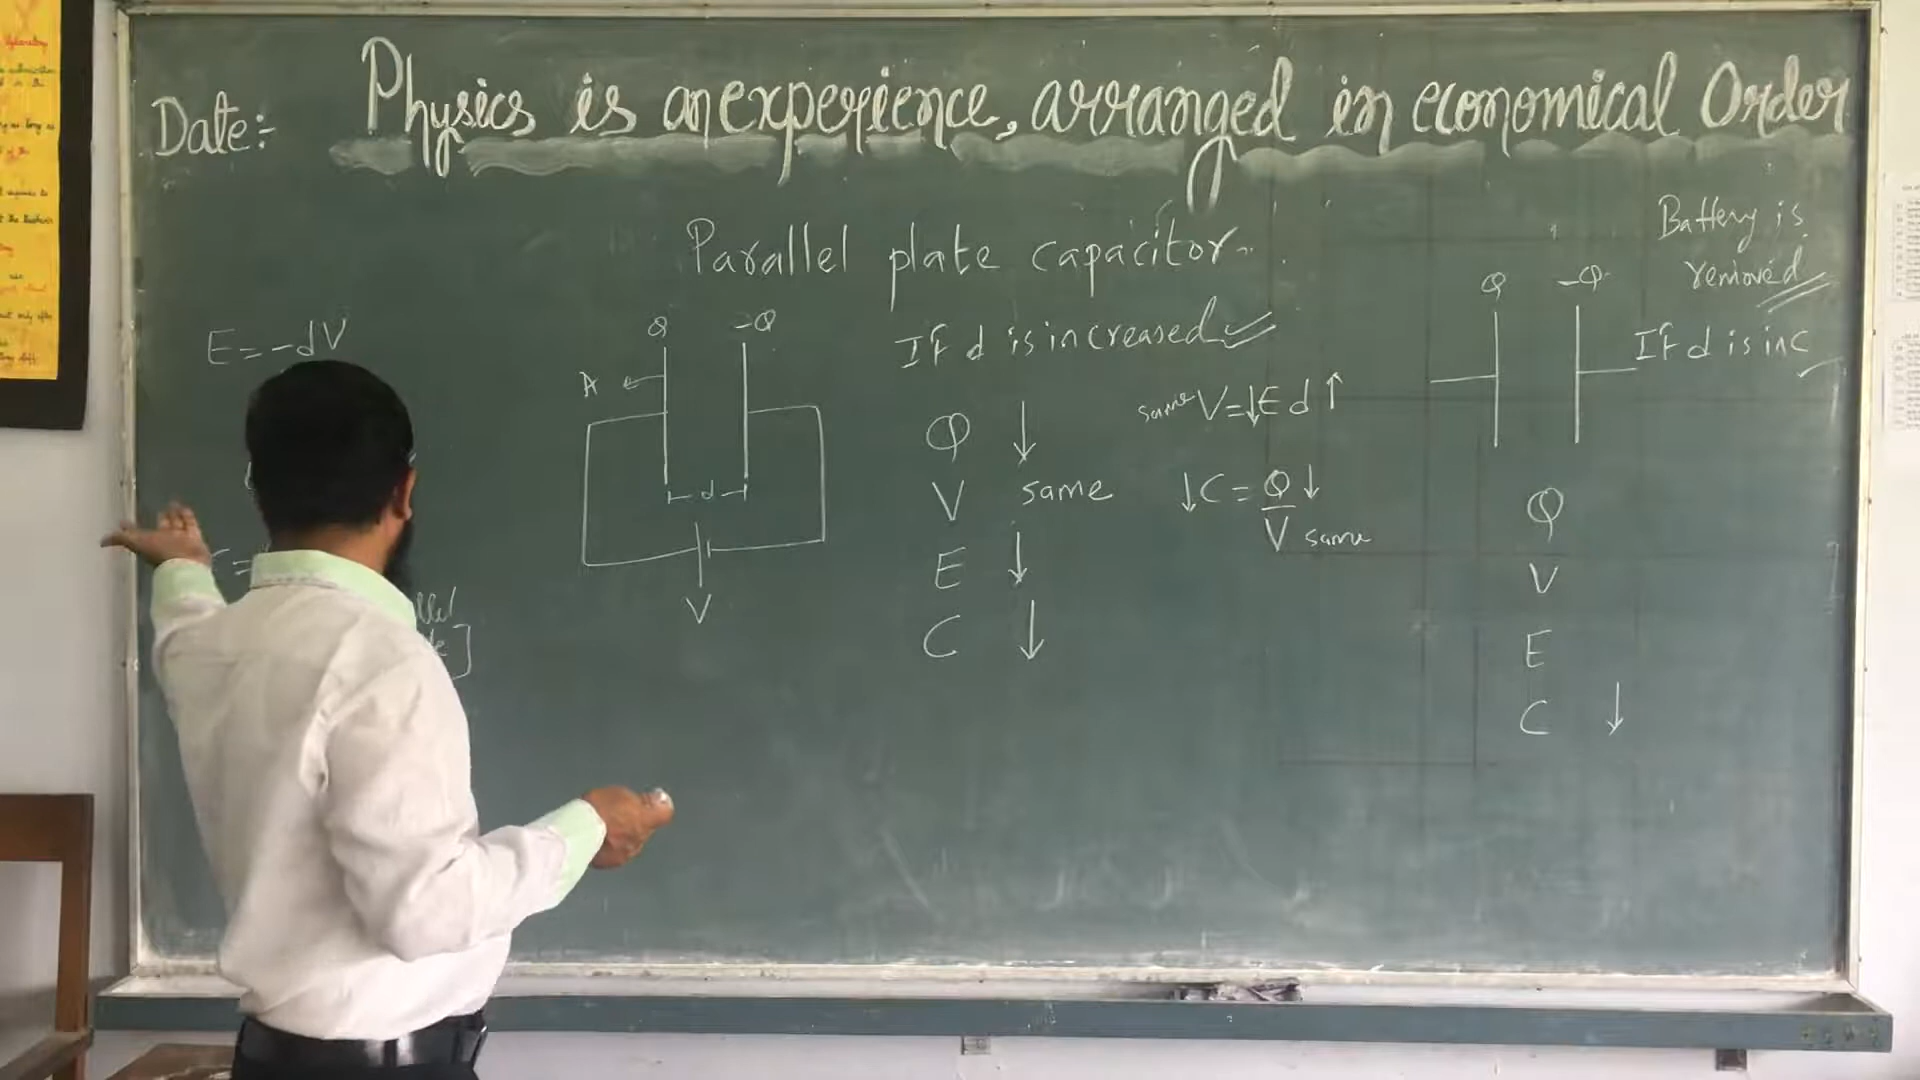 Date:- Physics is an experience, arranged in economical Order
Parallel plate capacitor
E = -dV
Q -Q
A
d
V
If d is increased
same V = ↓E d ↑
Q ↓
V same
E ↓
C ↓
↓C = Q ↓
V same
Battery is
removed
Q -Q
If d is inc
Q
V
E
C ↓